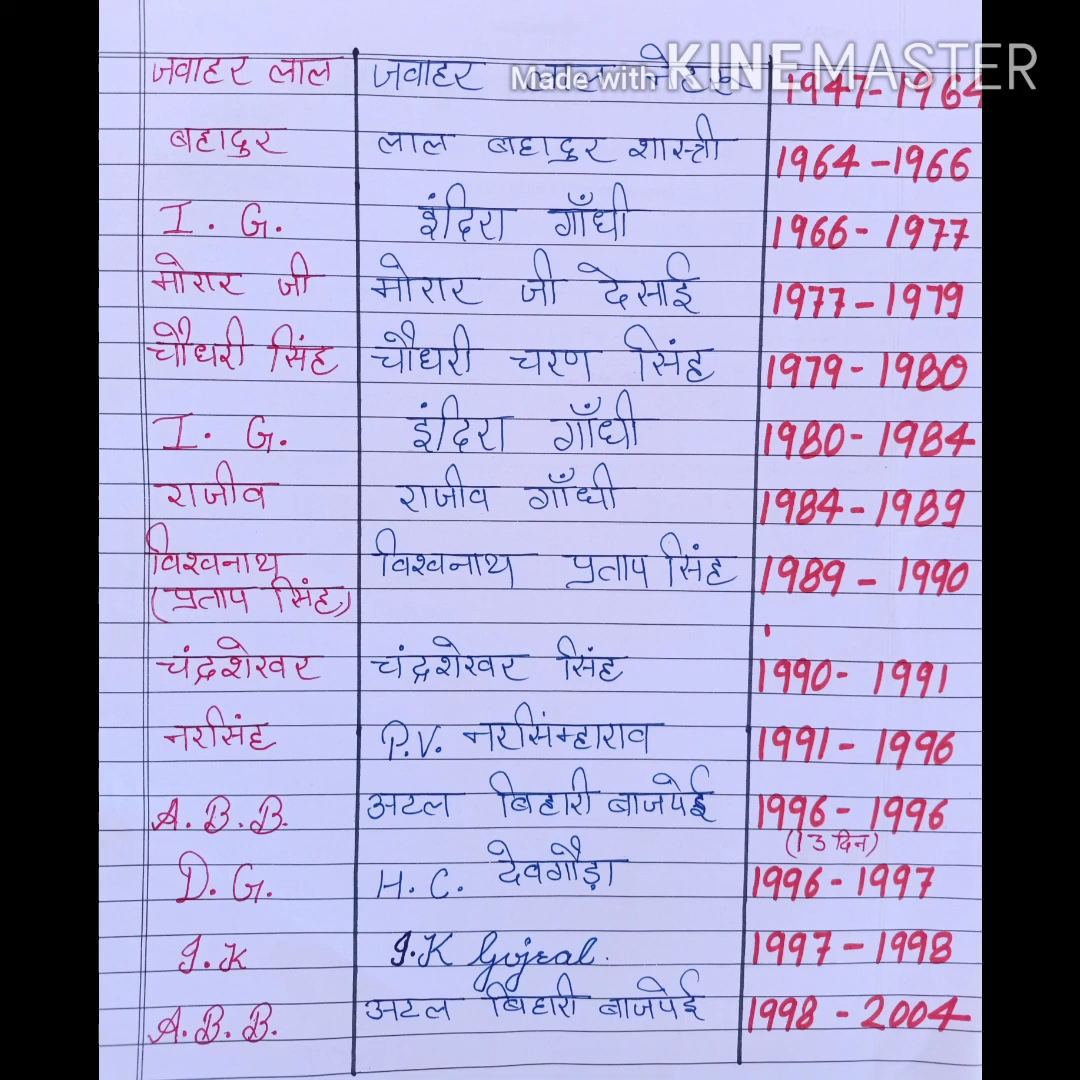 Made with KINEMASTER
जवाहर लाल जवाहर लाल 1947-1964
बहादुर लाल बहादुर शास्त्री 1964-1966
I. G. इंदिरा गाँधी 1966-1977
मोरार जी मोरार जी देसाई 1977-1979
चौधरी सिंह चौधरी चरण सिंह 1979-1980
I. G. इंदिरा गाँधी 1980-1984
राजीव राजीव गाँधी 1984-1989
विश्वनाथ विश्वनाथ प्रताप सिंह 1989-1990
(प्रताप सिंह)
चंद्रशेखर चंद्रशेखर सिंह 1990-1991
नरसिंह P.V. नरसिंम्हाराव 1991-1996
A. B. B. अटल बिहारी बाजपेई 1996-1996
(13 दिन)
D. G. H. C. देवगौड़ा 1996-1997
I.K I.K Gujral. 1997-1998
A. B. B. अटल बिहारी बाजपेई 1998-2004